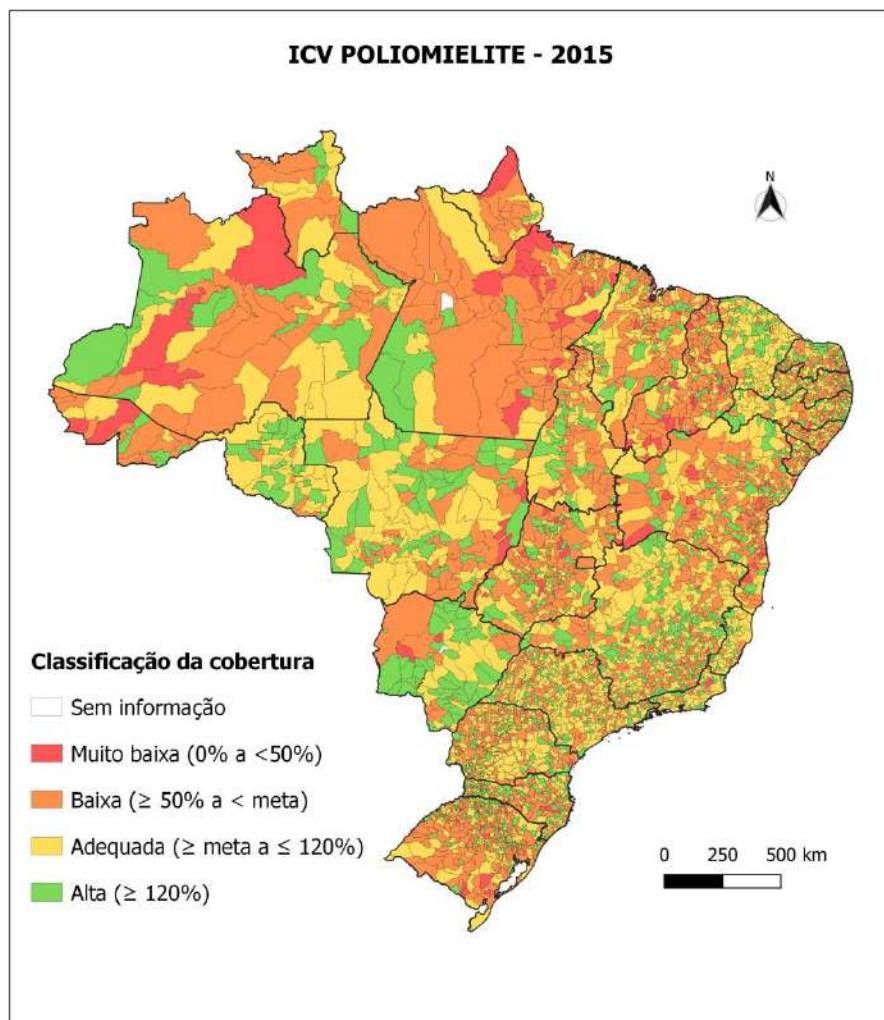 ICV POLIOMIELITE - 2015
N
Classificação da cobertura
Sem informação
Muito baixa (0% a <50%)
Baixa (≥ 50% a < meta)
Adequada (≥ meta a ≤ 120%)
Alta (≥ 120%)
0 250 500 km